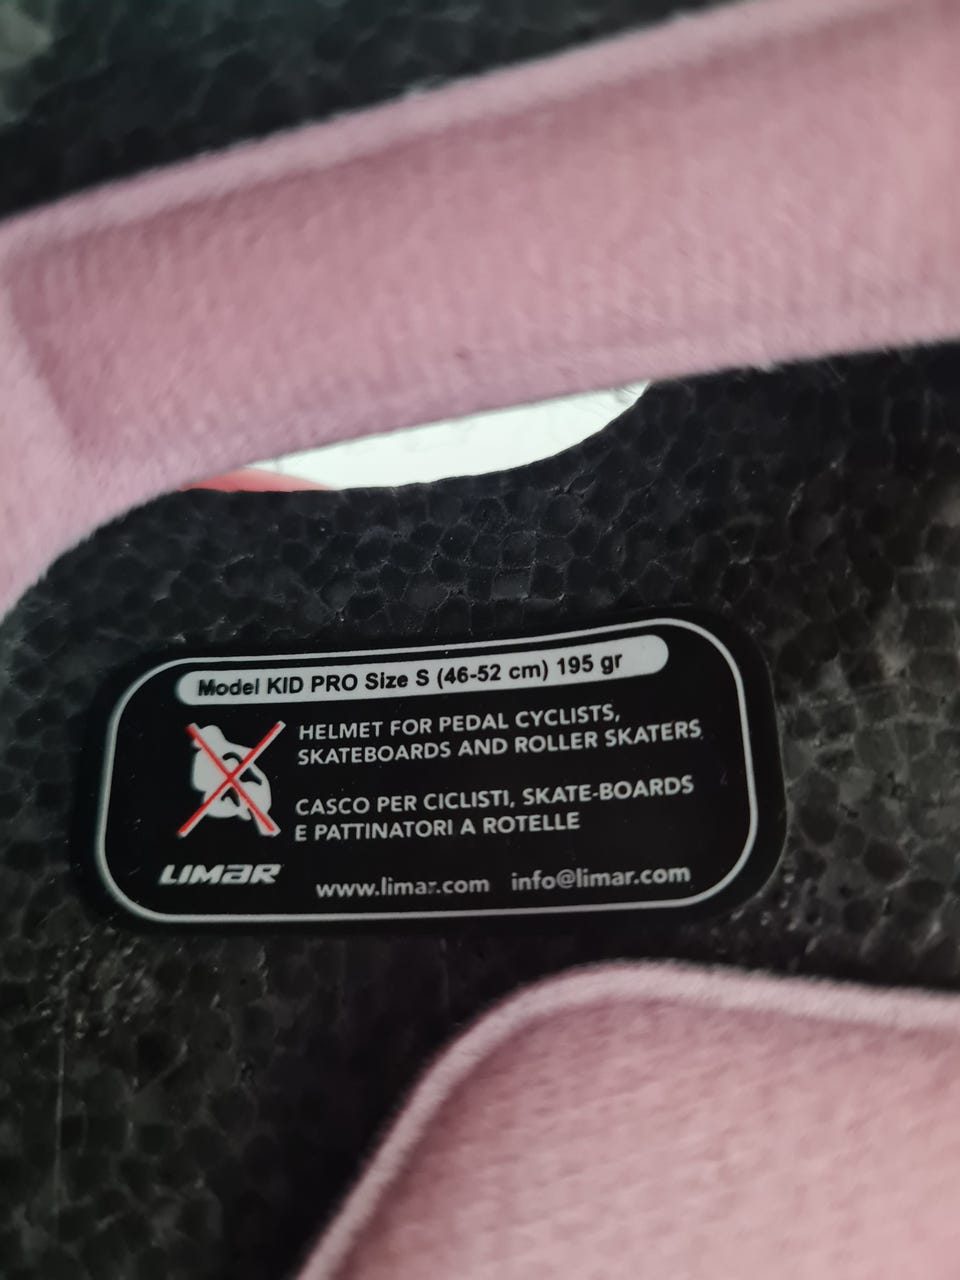 Model KID PRO Size S (46-52 cm) 195 gr
HELMET FOR PEDAL CYCLISTS,
SKATEBOARDS AND ROLLER SKATERS
CASCO PER CICLISTI, SKATE-BOARDS
E PATTINATORI A ROTELLE
LIMAR
www.limar.com info@limar.com